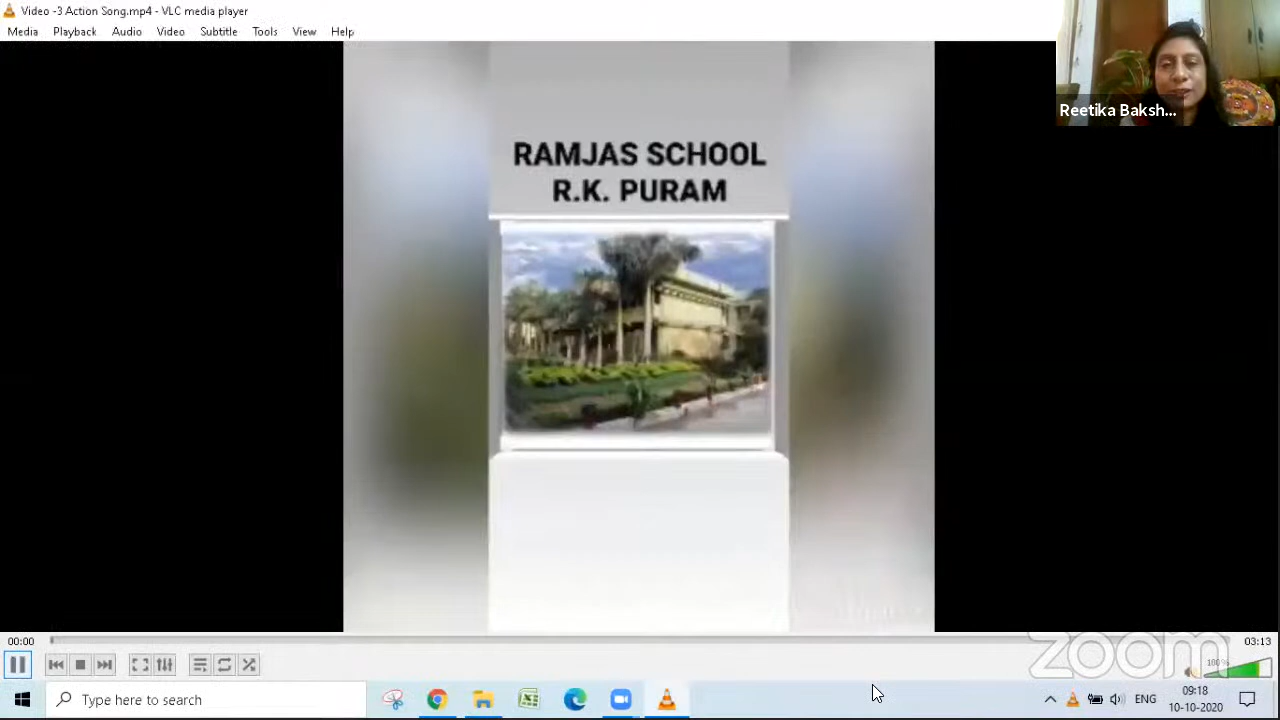 Video -3 Action Song.mp4 - VLC media player
Media Playback Audio Video Subtitle Tools View Help
Reetika Baksh...
RAMJAS SCHOOL
R.K. PURAM
00:00
03:13
zoom
100%
Type here to search
ENG
09:18
10-10-2020